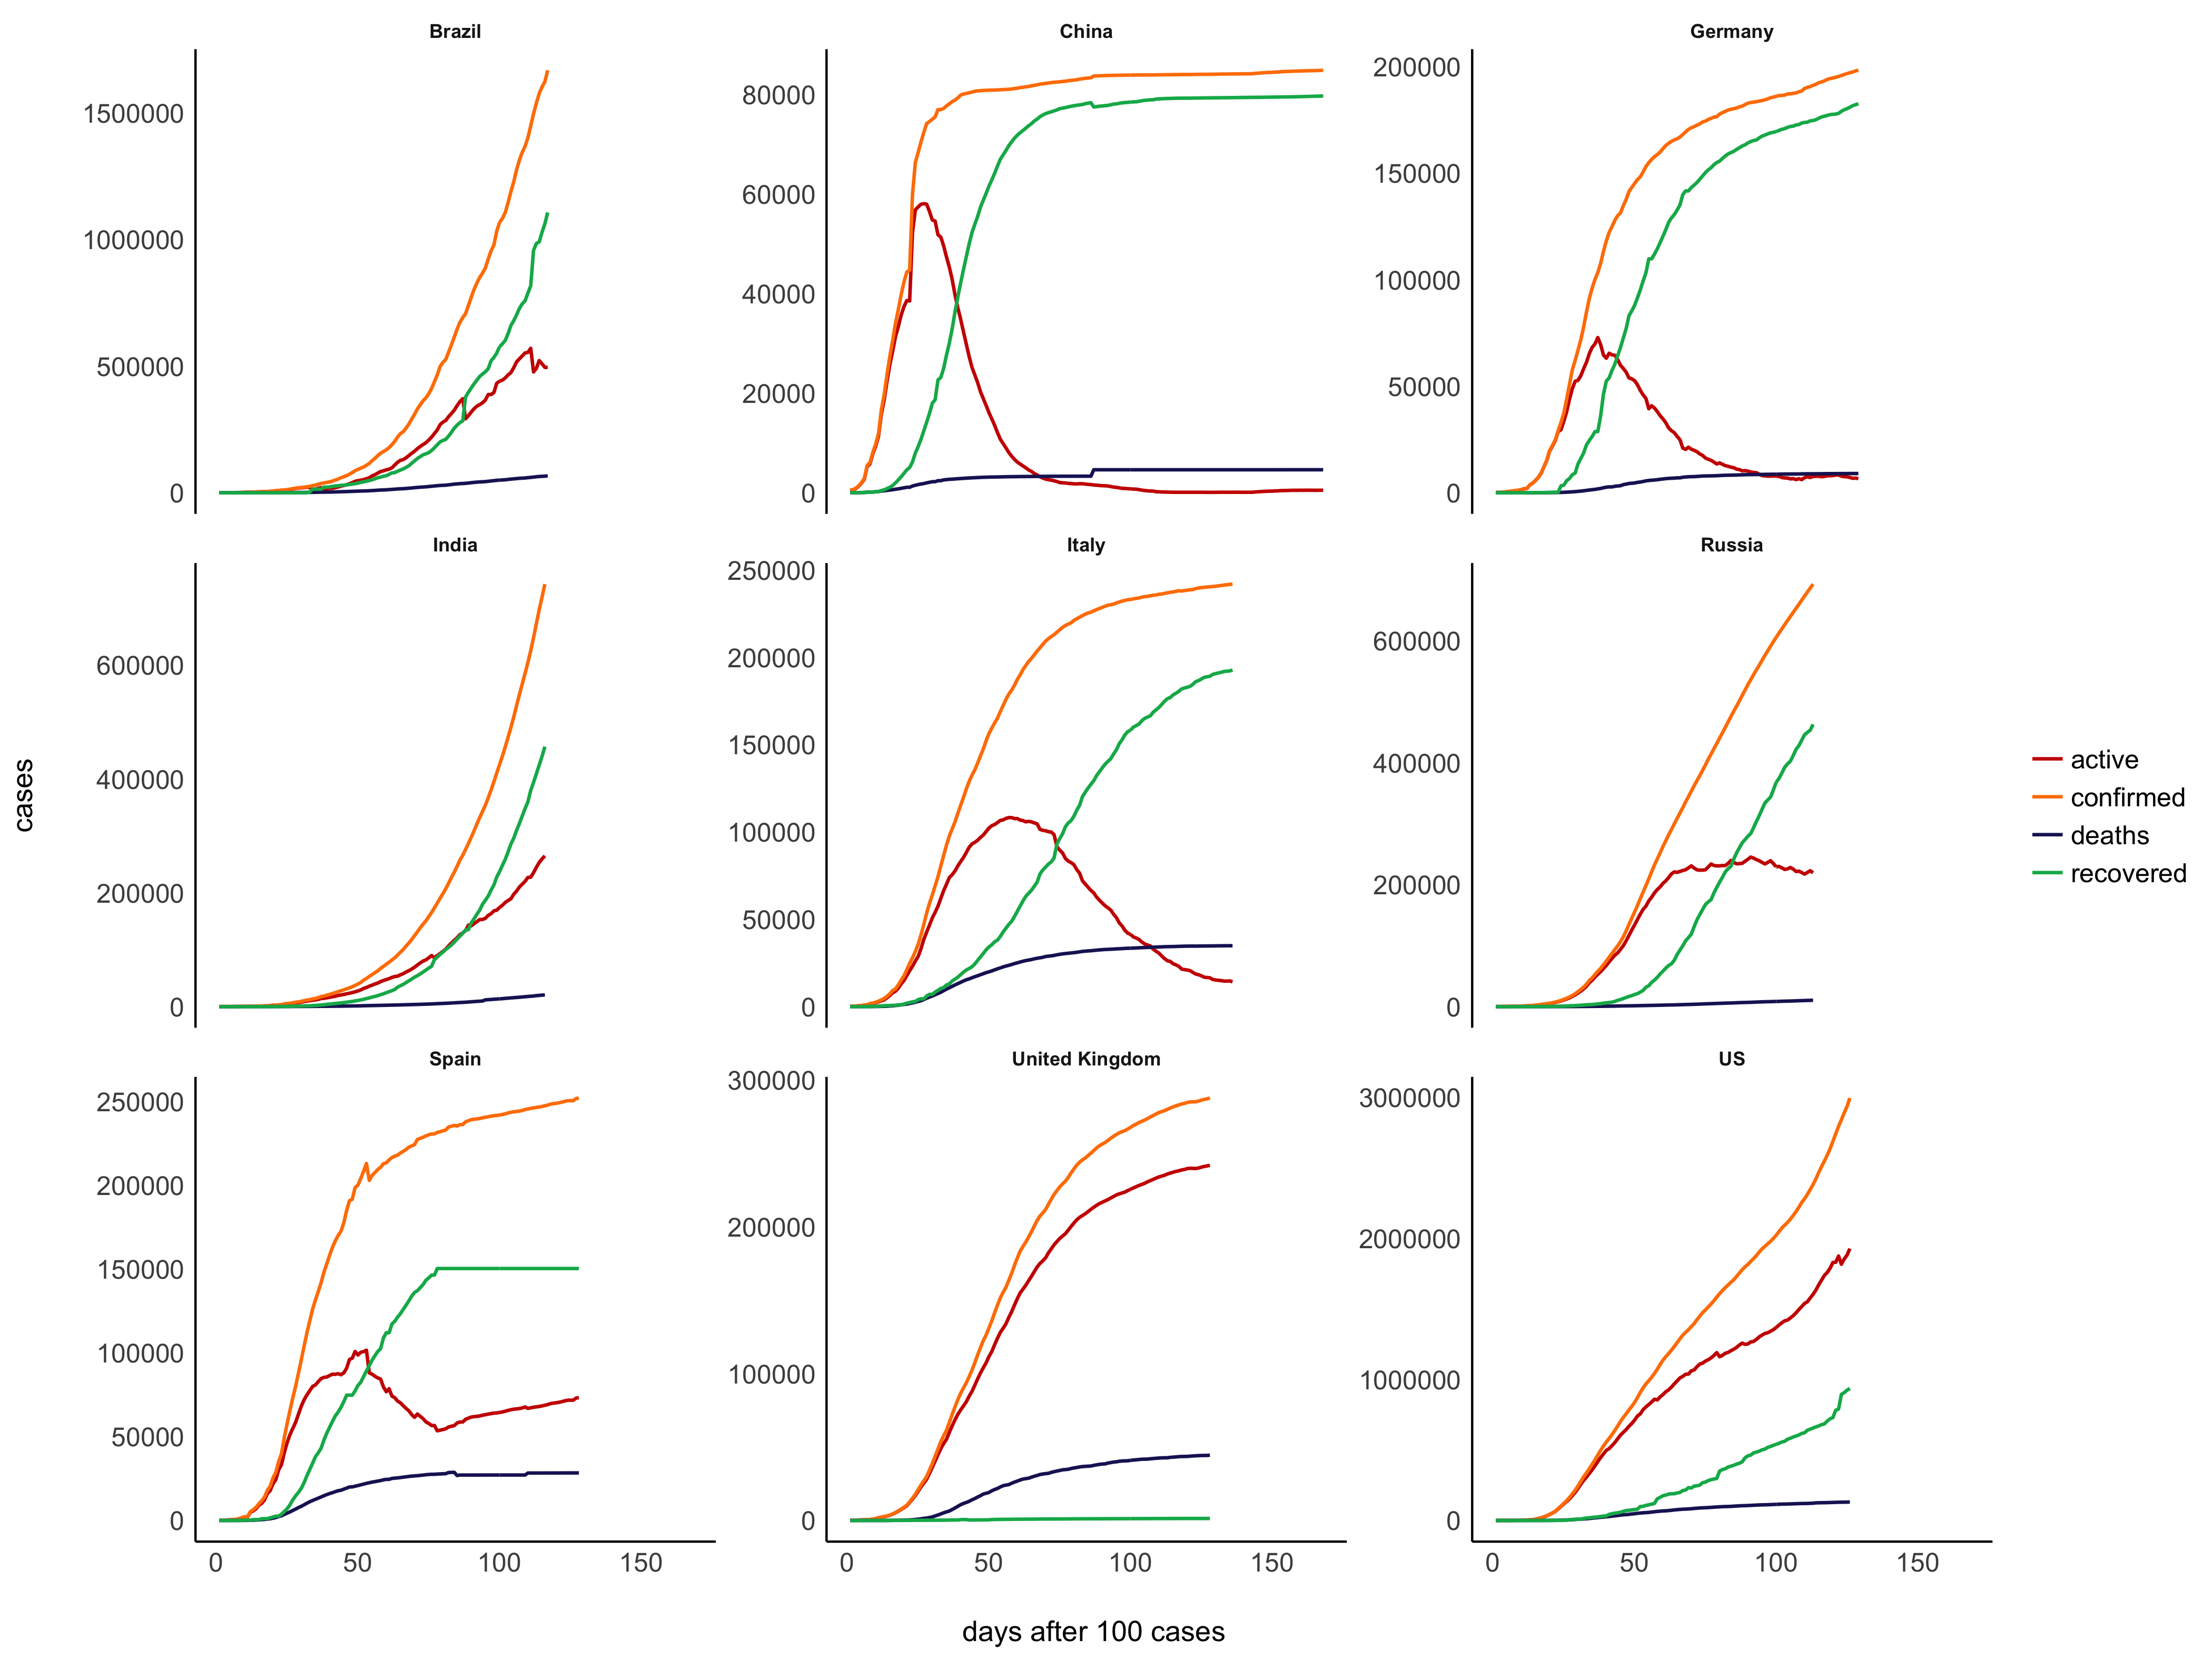 Brazil
China
Germany
1500000
1000000
500000
0
80000
60000
40000
20000
0
200000
150000
100000
50000
0
India
Italy
Russia
600000
400000
200000
0
250000
200000
150000
100000
50000
0
600000
400000
200000
0
Spain
United Kingdom
US
250000
200000
150000
100000
50000
0
300000
200000
100000
0
3000000
2000000
1000000
0
0 50 100 150
0 50 100 150
0 50 100 150
days after 100 cases
cases
active
confirmed
deaths
recovered